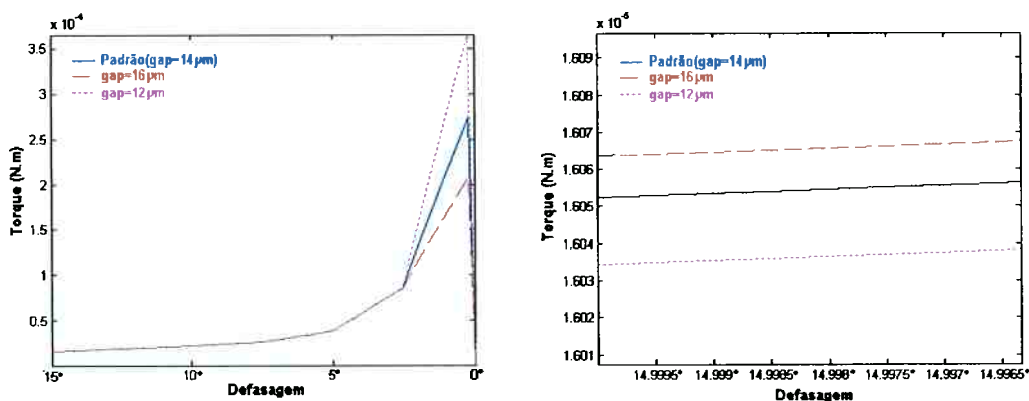 x 10⁻⁴
3.5
3
2.5
2
1.5
1
0.5
15°
10°
5°
0°
Torque (N.m)
Defasagem
Padrão(gap=14µm)
gap=16µm
gap=12µm
x 10⁻⁵
1.609
1.608
1.607
1.606
1.605
1.604
1.603
1.602
1.601
14.9995°
14.999°
14.9985°
14.998°
14.9975°
14.997°
14.9965°
Torque (N.m)
Defasagem
Padrão(gap=14µm)
gap=16µm
gap=12µm